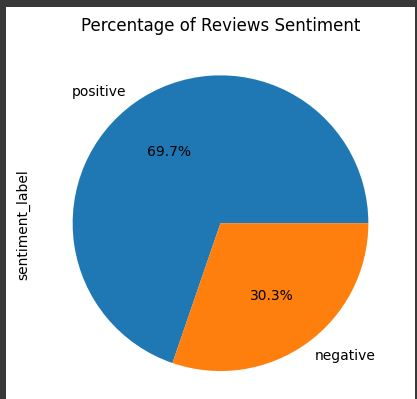 Percentage of Reviews Sentiment
positive
69.7%
sentiment_label
30.3%
negative